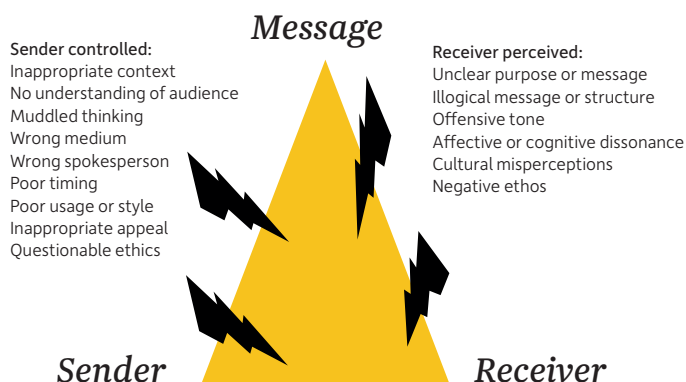 Message
Sender controlled:
Inappropriate context
No understanding of audience
Muddled thinking
Wrong medium
Wrong spokesperson
Poor timing
Poor usage or style
Inappropriate appeal
Questionable ethics
Receiver perceived:
Unclear purpose or message
Illogical message or structure
Offensive tone
Affective or cognitive dissonance
Cultural misperceptions
Negative ethos
Sender
Receiver